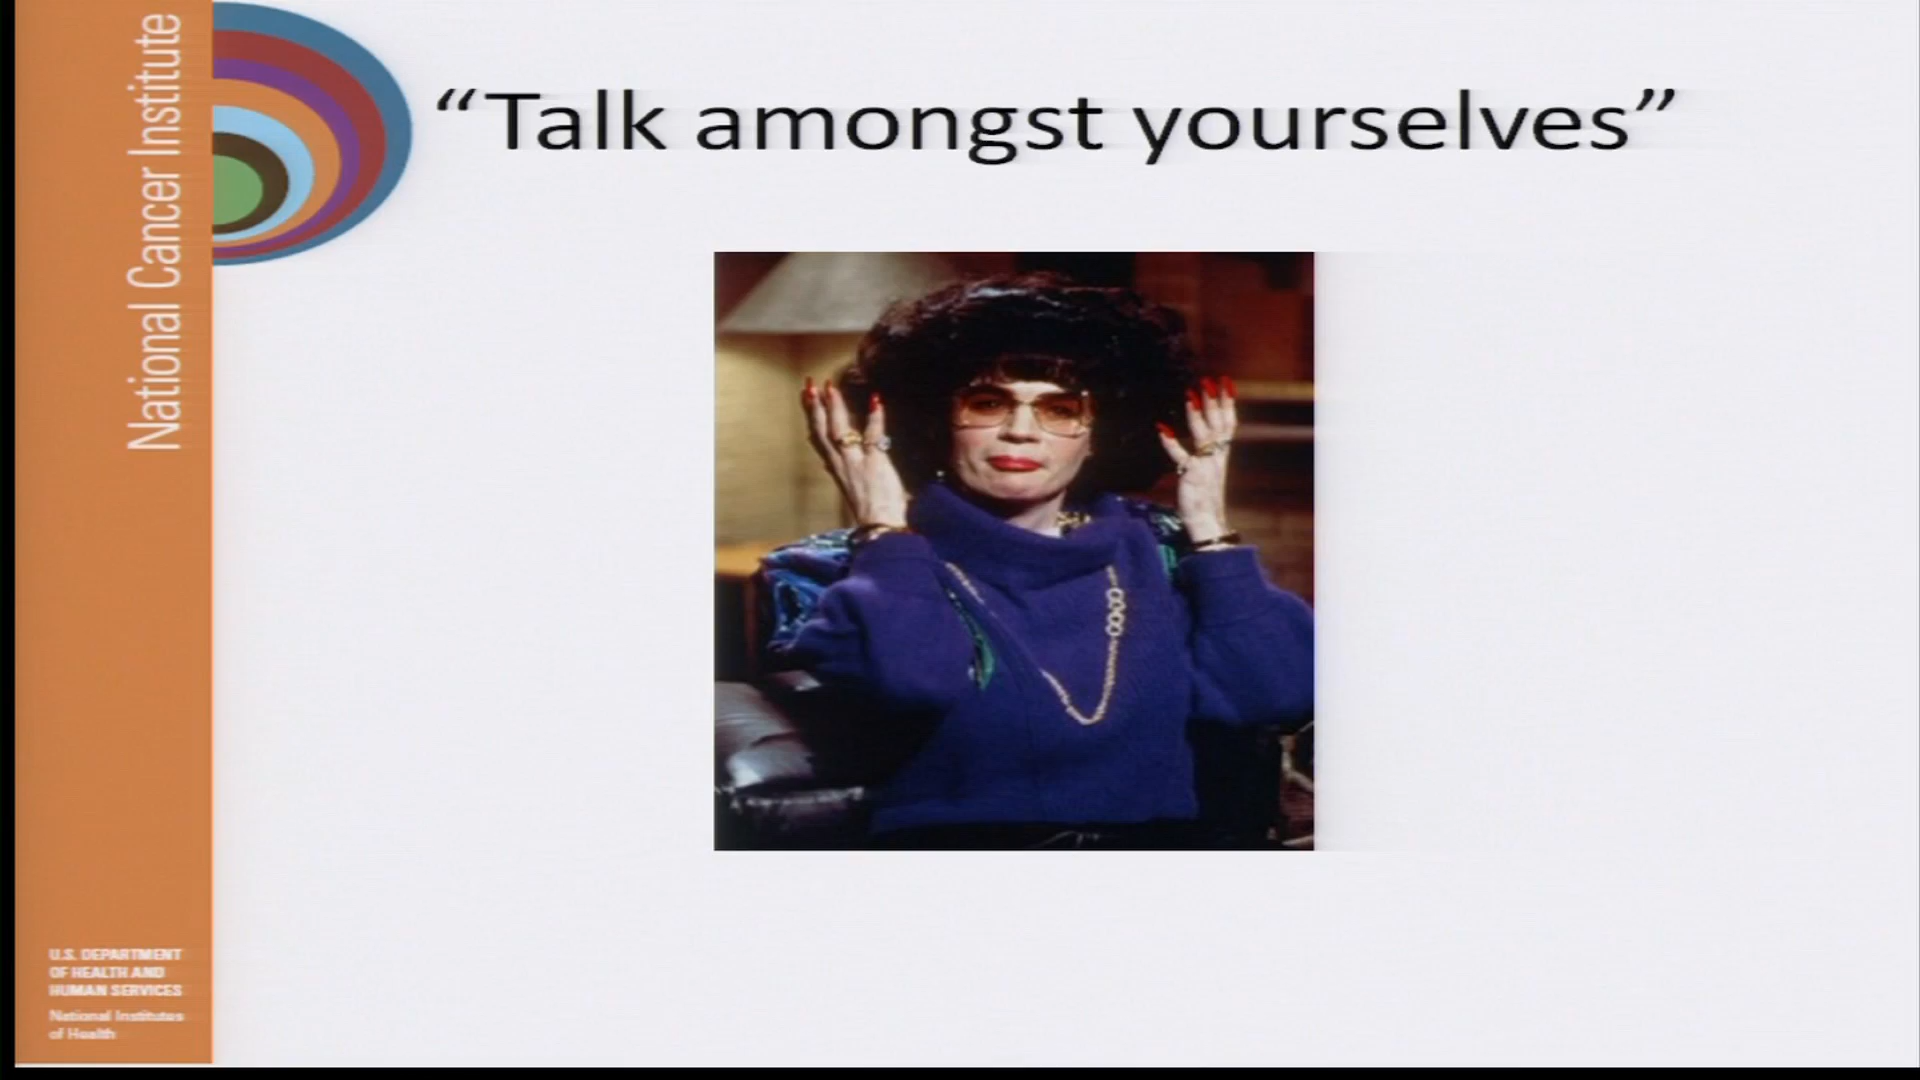 National Cancer Institute
“Talk amongst yourselves”
U.S. DEPARTMENT
OF HEALTH AND
HUMAN SERVICES
National Institutes
of Health